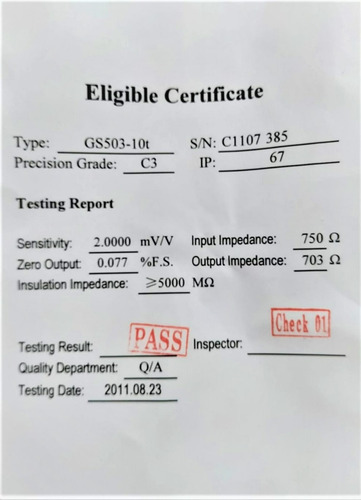 Eligible Certificate
Type: GS503-10t S/N: C1107 385
Precision Grade: C3 IP: 67
Testing Report
Sensitivity: 2.0000 mV/V Input Impedance: 750 Ω
Zero Output: 0.077 %F.S. Output Impedance: 703 Ω
Insulation Impedance: ≥5000 MΩ
Testing Result: PASS Inspector: Check 01
Quality Department: Q/A
Testing Date: 2011.08.23